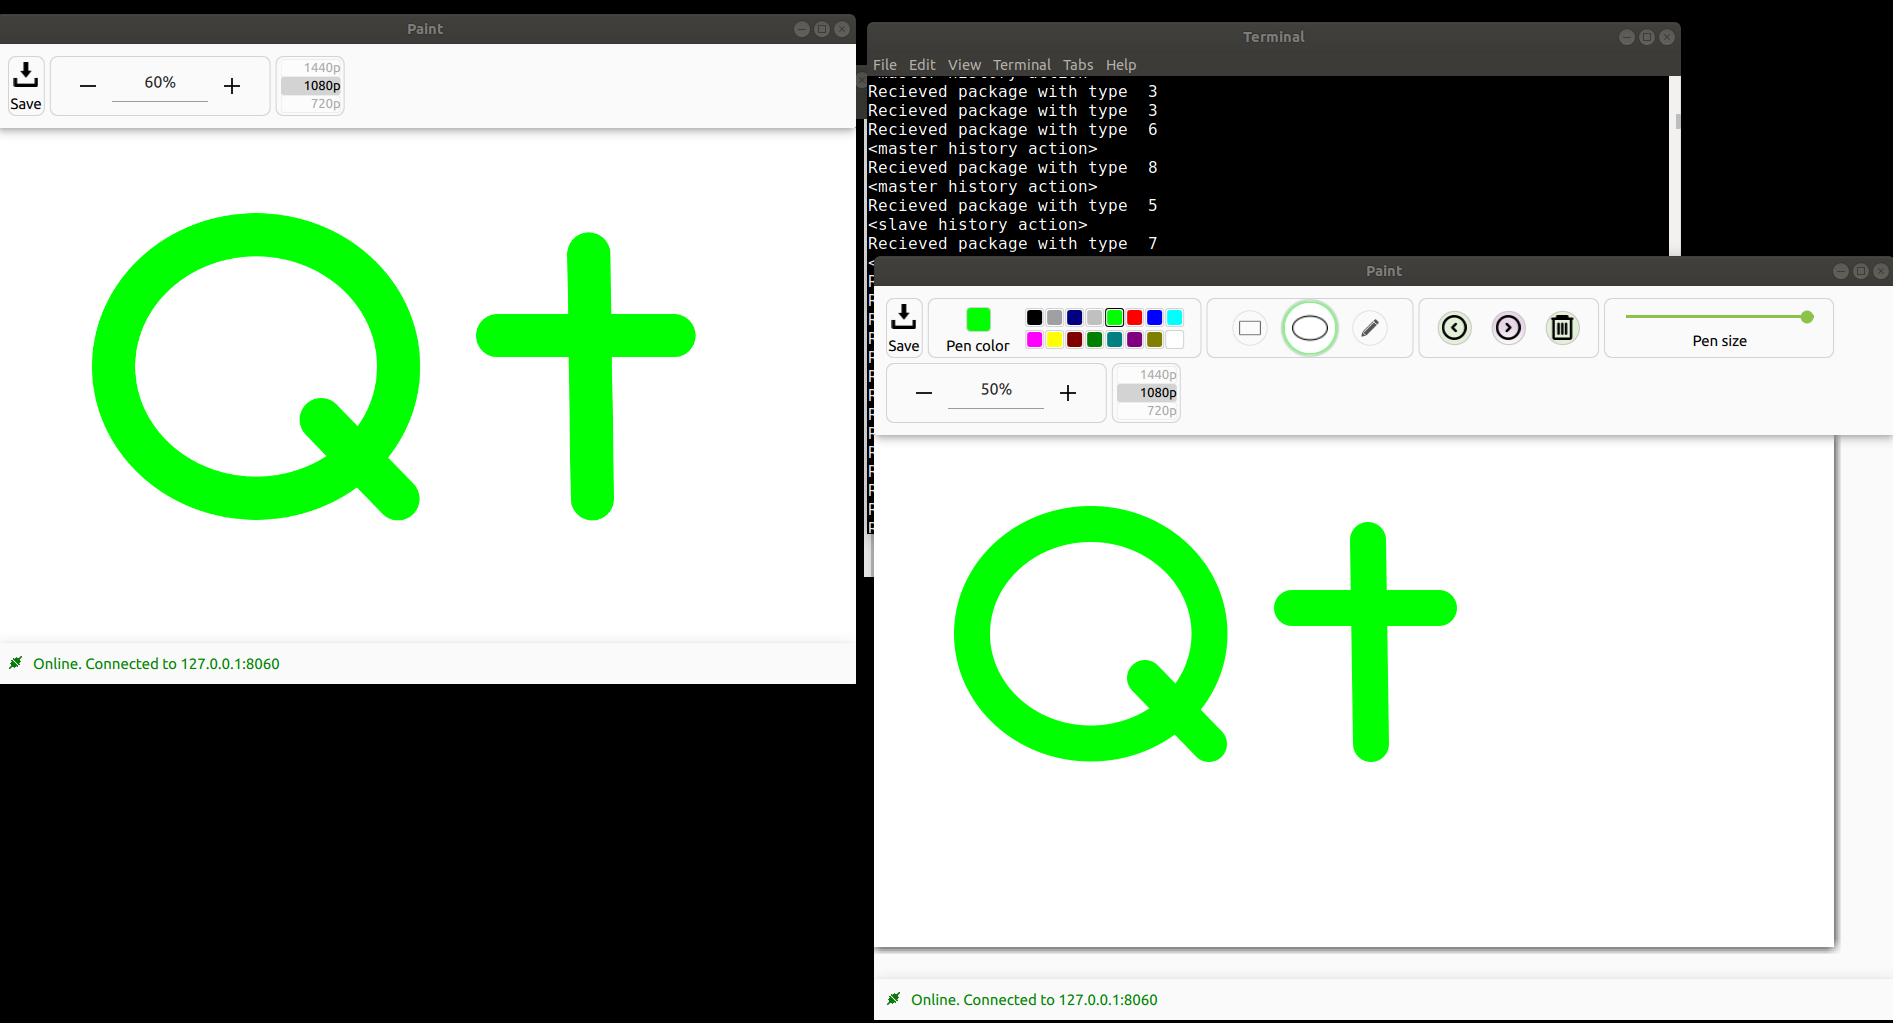 Paint
Save
60%
1440p
1080p
720p
Qt
Online. Connected to 127.0.0.1:8060
Terminal
File Edit View Terminal Tabs Help
<master history action>
Recieved package with type 3
Recieved package with type 3
Recieved package with type 6
<master history action>
Recieved package with type 8
<master history action>
Recieved package with type 5
<slave history action>
Recieved package with type 7
Paint
Save
Pen color
Pen size
50%
1440p
1080p
720p
Qt
Online. Connected to 127.0.0.1:8060